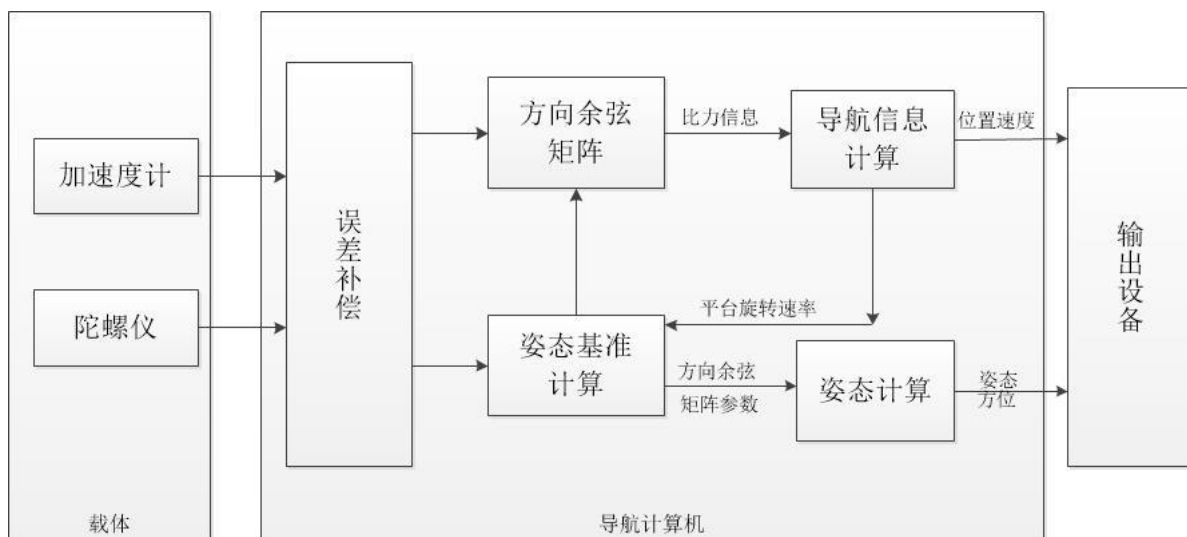 加速度计
陀螺仪
载体
误差补偿
方向余弦
矩阵
比力信息
导航信息
计算
位置速度
平台旋转速率
姿态基准
计算
方向余弦
矩阵参数
姿态计算
姿态
方位
导航计算机
输出设备